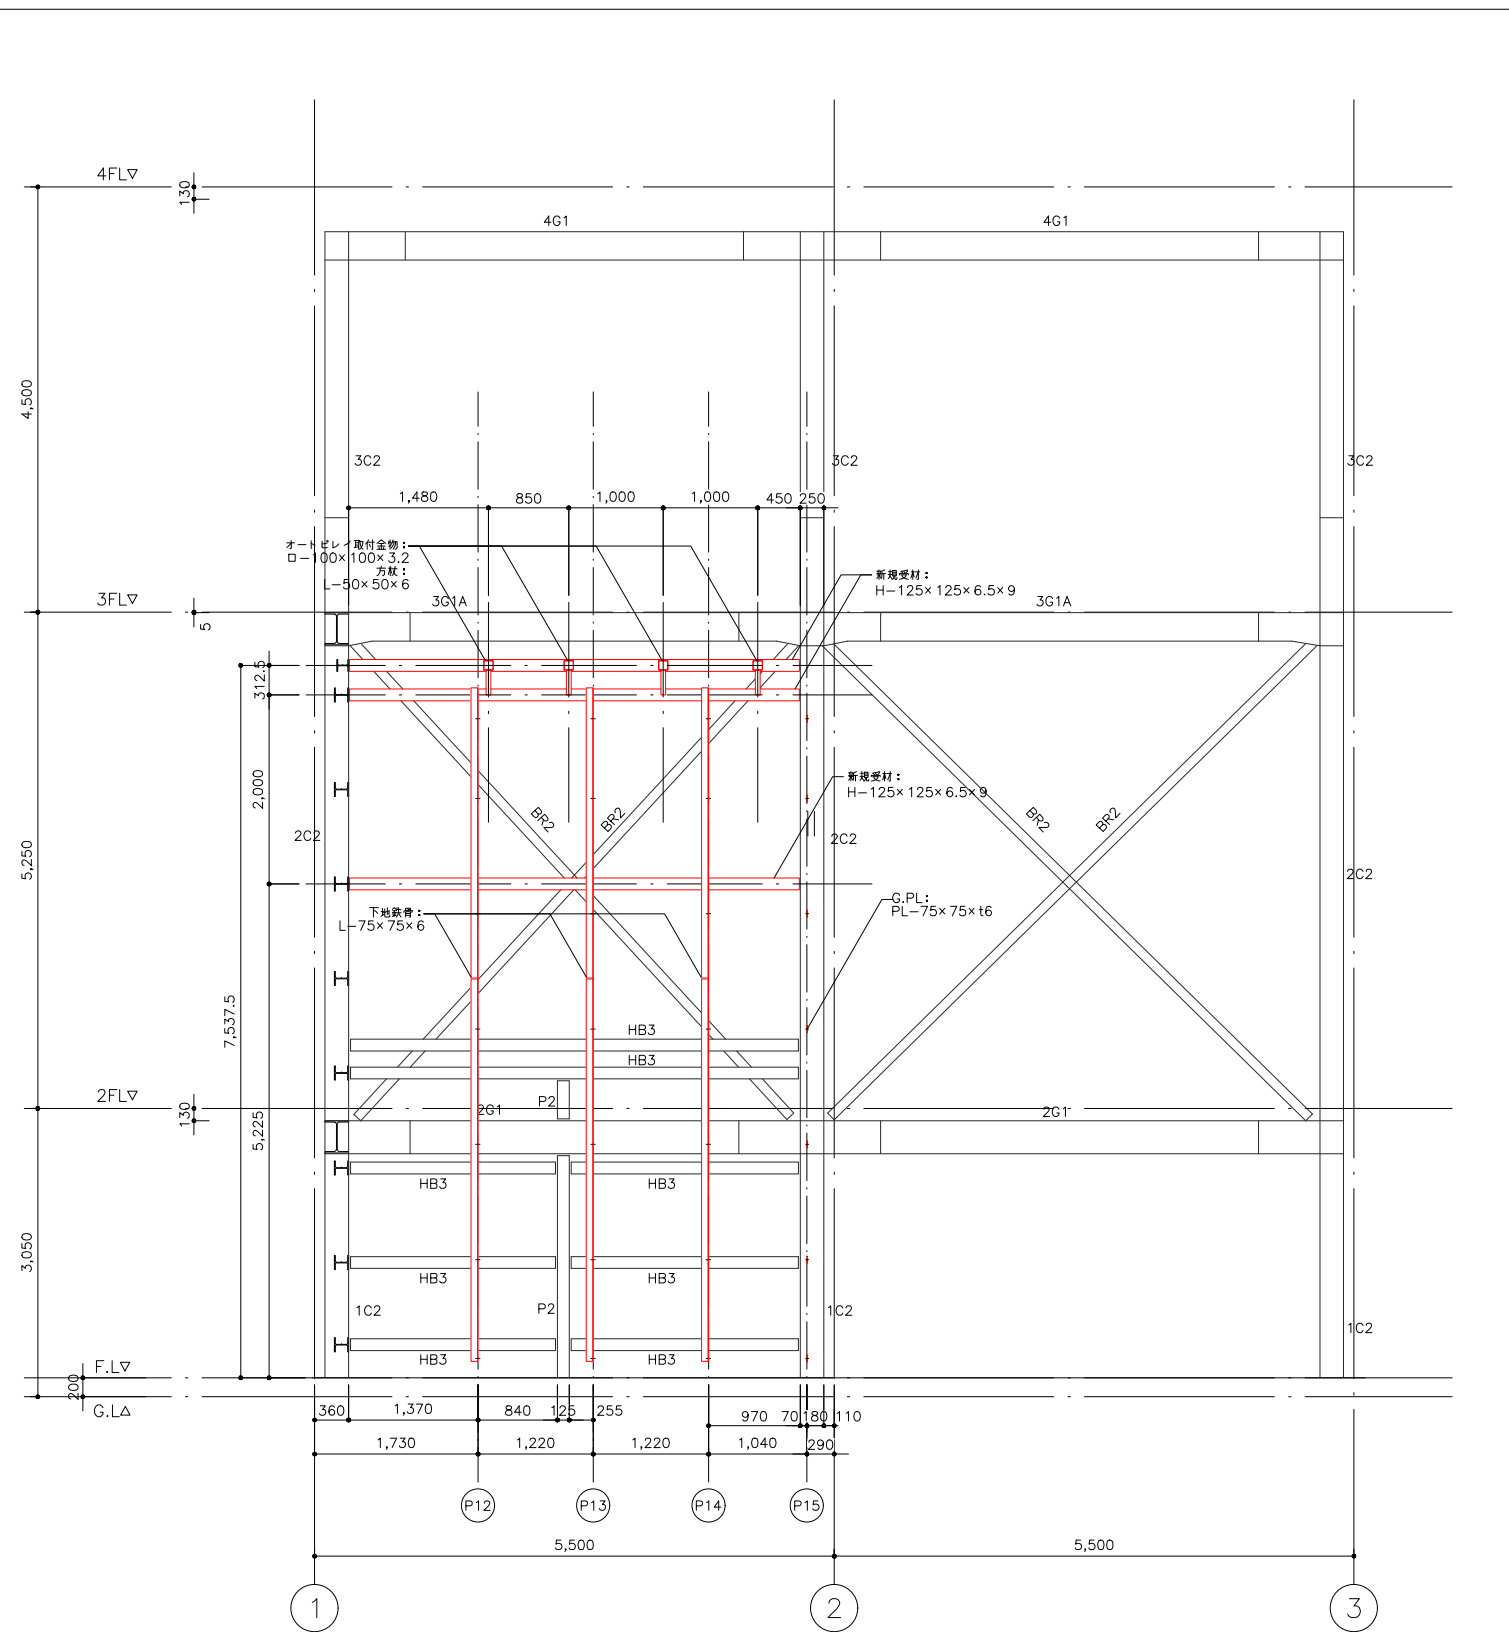 4FL▽
130
4G1
4G1
4,500
3C2
3C2
3C2
1,480
850
1,000
1,000
450
250
オートビレイ取付金物：
ロ－100×100×3.2
方杖：
L－50×50×6
新規受材：
H－125×125×6.5×9
3FL▽
5
3G1A
3G1A
312.5
2,000
新規受材：
H－125×125×6.5×9
BR2
BR2
BR2
BR2
2C2
2C2
2C2
5,250
G.PL：
PL－75×75×t6
下地鉄骨：
L－75×75×6
7,537.5
HB3
HB3
2FL▽
130
P2
2G1
2G1
5,225
HB3
HB3
3,050
HB3
HB3
1C2
P2
1C2
1C2
HB3
HB3
F.L▽
200
G.L△
360
1,370
840
125
255
970
70
180
110
1,730
1,220
1,220
1,040
290
P12
P13
P14
P15
5,500
5,500
1
2
3